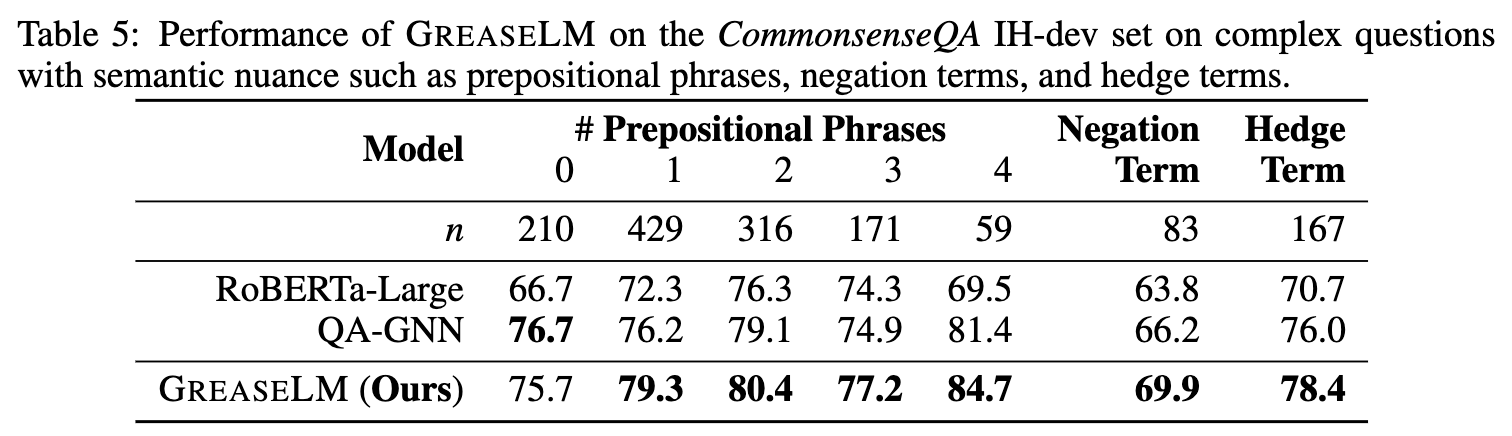 Table 5: Performance of GREASELM on the CommonsenseQA IH-dev set on complex questions
with semantic nuance such as prepositional phrases, negation terms, and hedge terms.
Model # Prepositional Phrases Negation Term Hedge Term
0 1 2 3 4
n 210 429 316 171 59 83 167
RoBERTa-Large 66.7 72.3 76.3 74.3 69.5 63.8 70.7
QA-GNN 76.7 76.2 79.1 74.9 81.4 66.2 76.0
GREASELM (Ours) 75.7 79.3 80.4 77.2 84.7 69.9 78.4